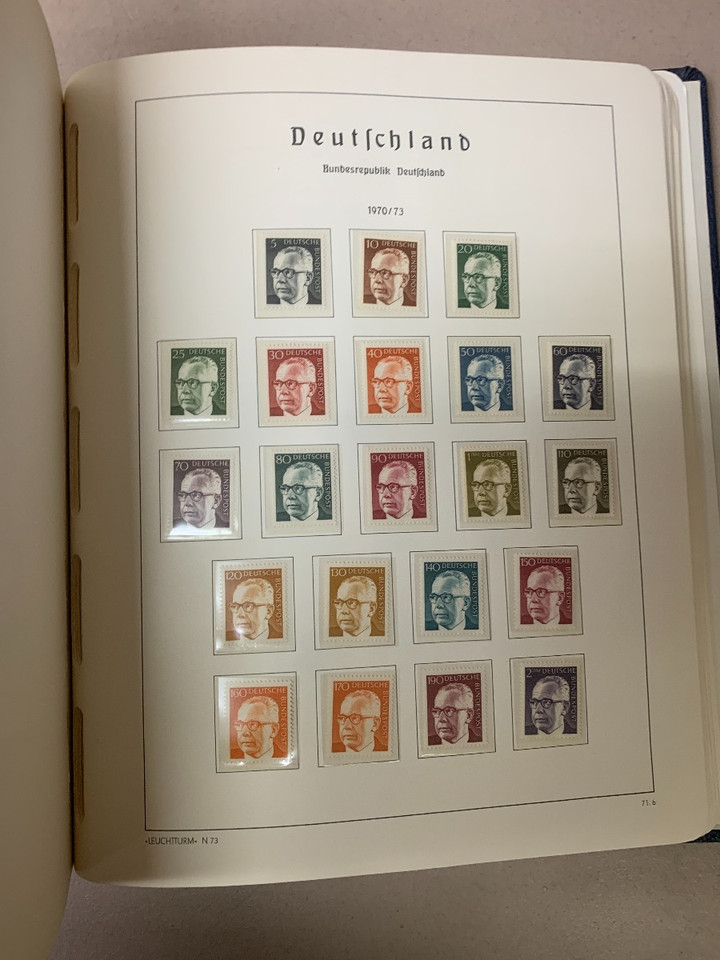 Deutſchland
Bundesrepublik Deutſchland
1970/73
5 DEUTSCHE BUNDESPOST
10 DEUTSCHE BUNDESPOST
20 DEUTSCHE BUNDESPOST
25 DEUTSCHE BUNDESPOST
30 DEUTSCHE BUNDESPOST
40 DEUTSCHE BUNDESPOST
50 DEUTSCHE BUNDESPOST
60 DEUTSCHE BUNDESPOST
70 DEUTSCHE BUNDESPOST
80 DEUTSCHE BUNDESPOST
90 DEUTSCHE BUNDESPOST
DEUTSCHE BUNDESPOST
110 DEUTSCHE BUNDESPOST
120 DEUTSCHE BUNDESPOST
130 DEUTSCHE BUNDESPOST
140 DEUTSCHE BUNDESPOST
150 DEUTSCHE BUNDESPOST
160 DEUTSCHE BUNDESPOST
170 DEUTSCHE BUNDESPOST
190 DEUTSCHE BUNDESPOST
2 DM DEUTSCHE BUNDESPOST
71. 6
•LEUCHTTURM• N 73